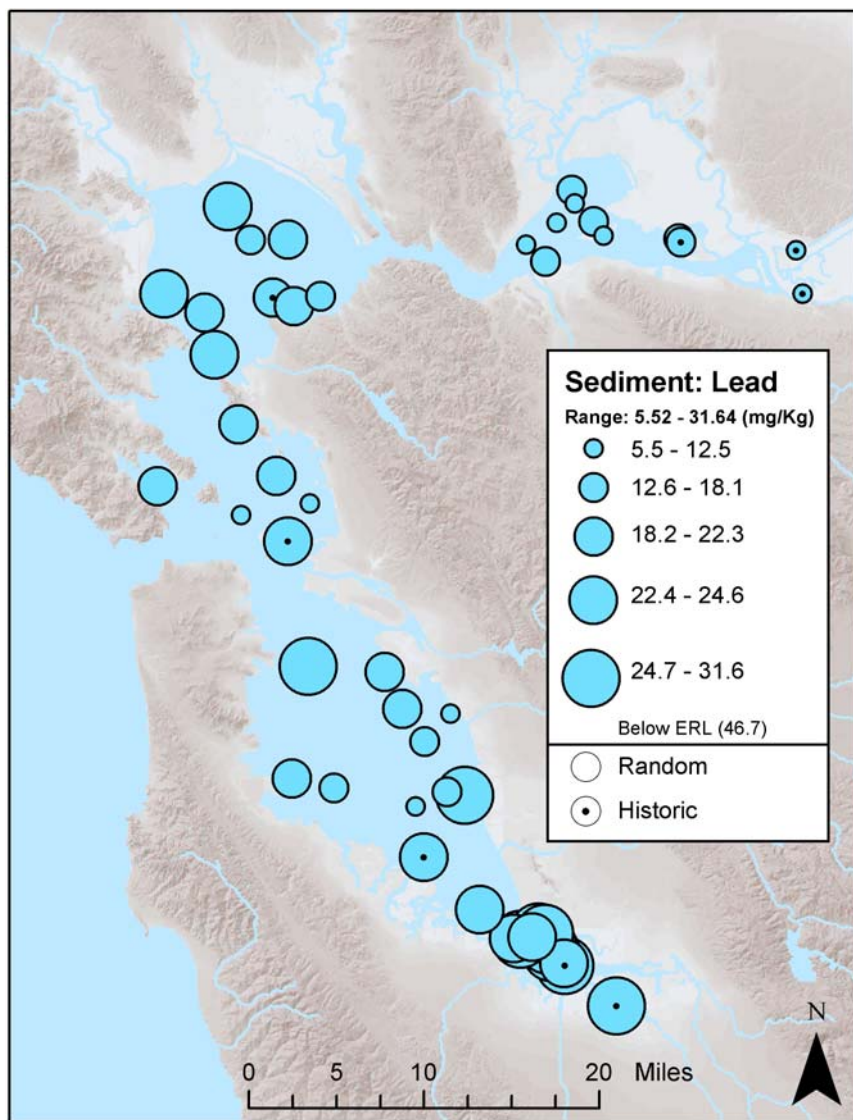 Sediment: Lead
Range: 5.52 - 31.64 (mg/Kg)
5.5 - 12.5
12.6 - 18.1
18.2 - 22.3
22.4 - 24.6
24.7 - 31.6
Below ERL (46.7)
Random
Historic
N
0 5 10 20 Miles